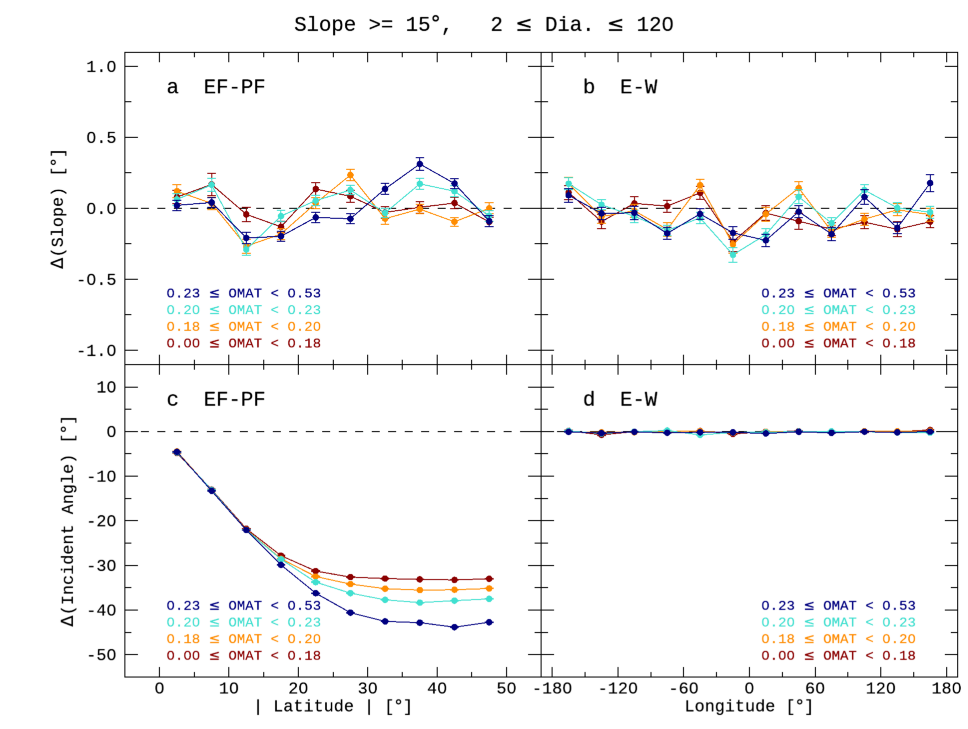 Slope >= 15°,   2 ≤ Dia. ≤ 120
a EF-PF
b E-W
Δ(Slope) [°]
1.0
0.5
0.0
-0.5
-1.0
0.23 ≤ OMAT < 0.53
0.20 ≤ OMAT < 0.23
0.18 ≤ OMAT < 0.20
0.00 ≤ OMAT < 0.18
0.23 ≤ OMAT < 0.53
0.20 ≤ OMAT < 0.23
0.18 ≤ OMAT < 0.20
0.00 ≤ OMAT < 0.18
c EF-PF
d E-W
Δ(Incident Angle) [°]
10
0
-10
-20
-30
-40
-50
0.23 ≤ OMAT < 0.53
0.20 ≤ OMAT < 0.23
0.18 ≤ OMAT < 0.20
0.00 ≤ OMAT < 0.18
0.23 ≤ OMAT < 0.53
0.20 ≤ OMAT < 0.23
0.18 ≤ OMAT < 0.20
0.00 ≤ OMAT < 0.18
0 10 20 30 40 50
-180 -120 -60 0 60 120 180
| Latitude | [°]
Longitude [°]